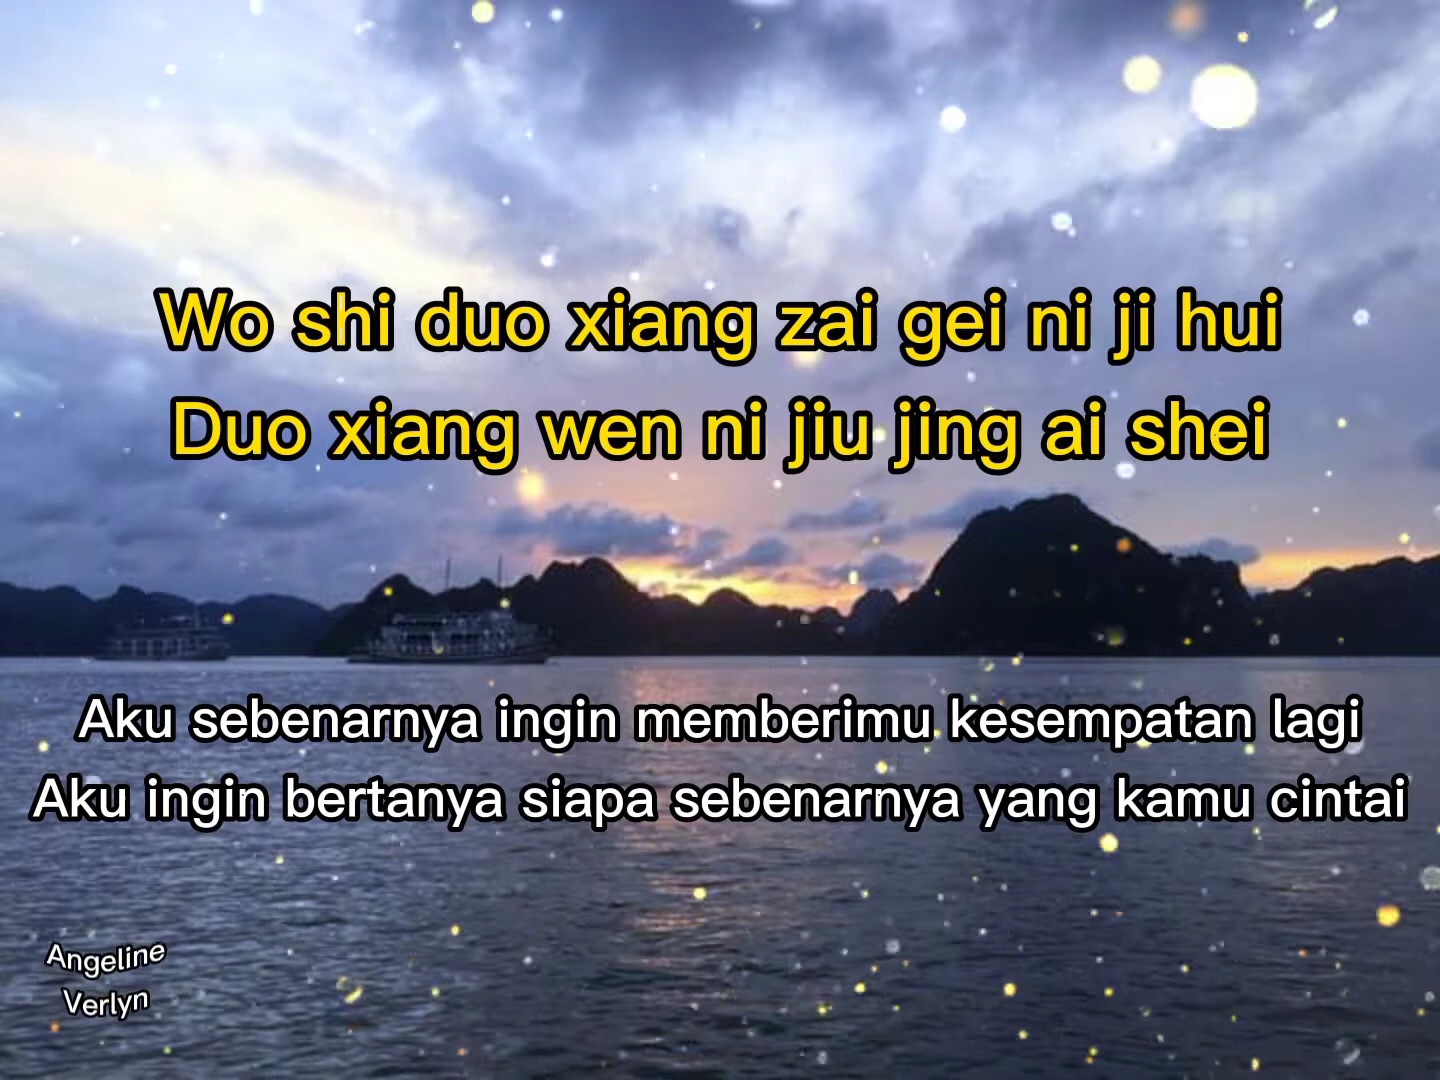 Wo shi duo xiang zai gei ni ji hui
Duo xiang wen ni jiu jing ai shei
Aku sebenarnya ingin memberimu kesempatan lagi
Aku ingin bertanya siapa sebenarnya yang kamu cintai
Angeline
Verlyn